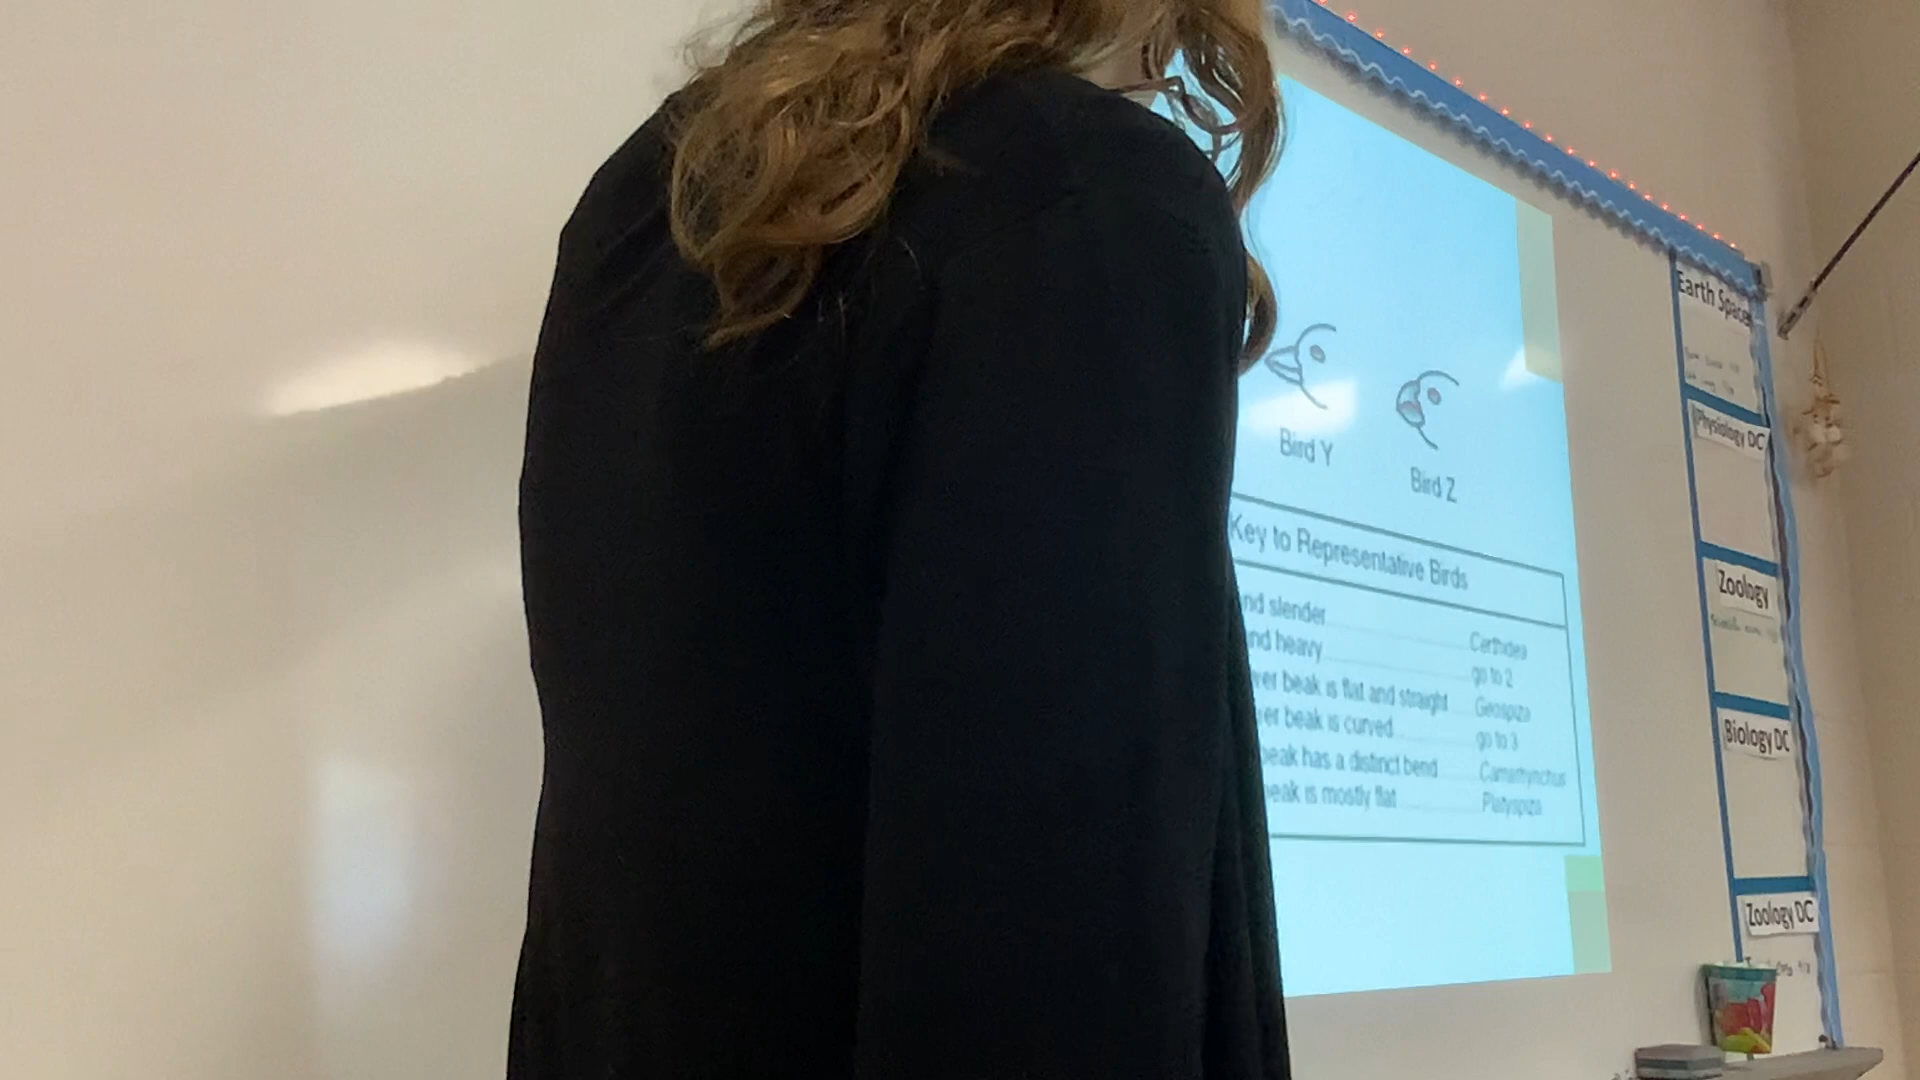 Bird Y
Bird Z
Key to Representative Birds
nd slender Certhidea
nd heavy go to 2
er beak is flat and straight Geospiza
er beak is curved go to 3
beak has a distinct bend Camarhynchus
eak is mostly flat Platyspiza
Earth Space
Physiology DC
Zoology
Biology DC
Zoology DC